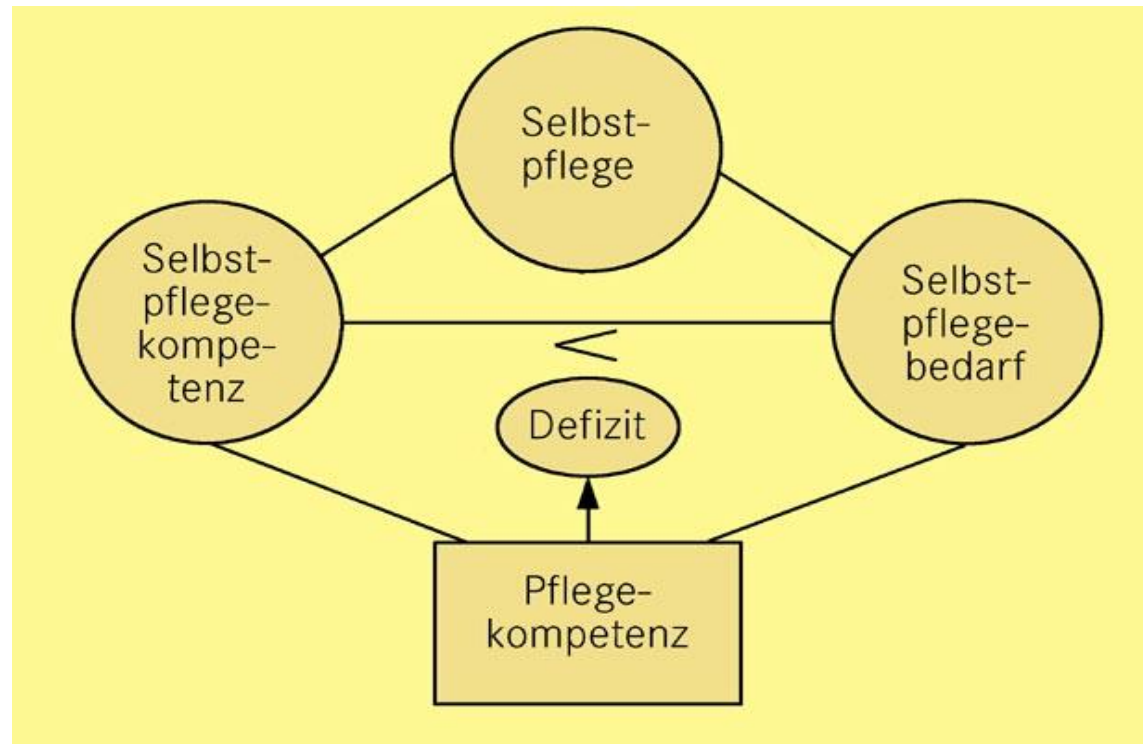 Selbst-
pflege
Selbst-
pflege-
kompe-
tenz
Selbst-
pflege-
bedarf
<
Defizit
Pflege-
kompetenz